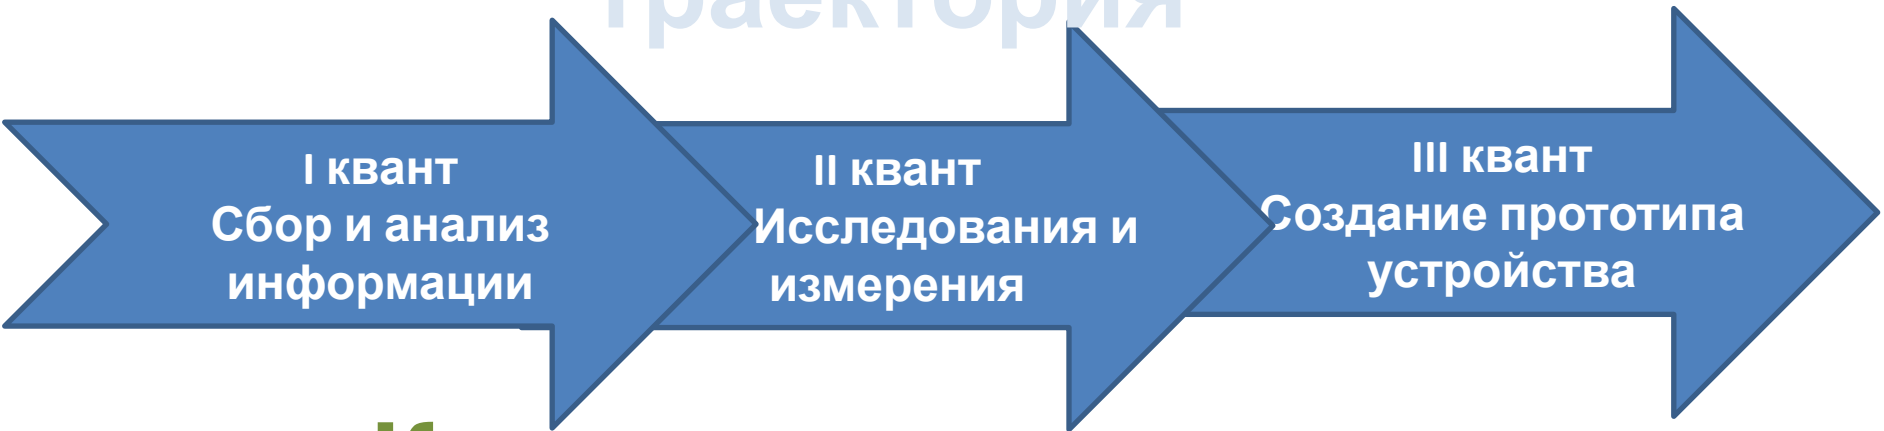 траектория
I квант
Сбор и анализ
информации
II квант
Исследования и
измерения
III квант
Создание прототипа
устройства